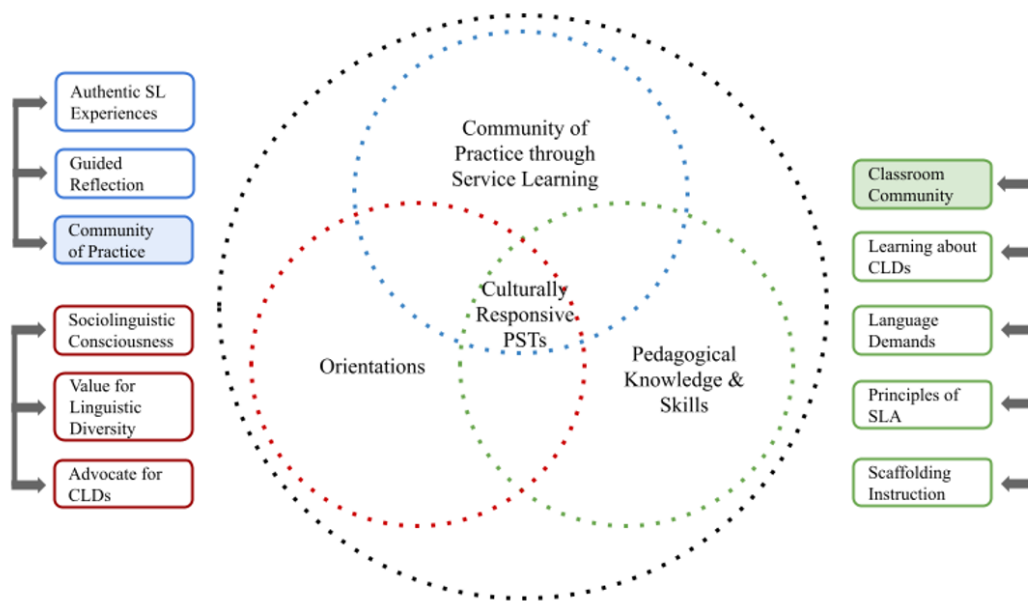 Authentic SL
Experiences
Guided
Reflection
Community
of Practice
Sociolinguistic
Consciousness
Value for
Linguistic
Diversity
Advocate for
CLDs
Community of
Practice through
Service Learning
Culturally
Responsive
PSTs
Orientations
Pedagogical
Knowledge &
Skills
Classroom
Community
Learning about
CLDs
Language
Demands
Principles of
SLA
Scaffolding
Instruction